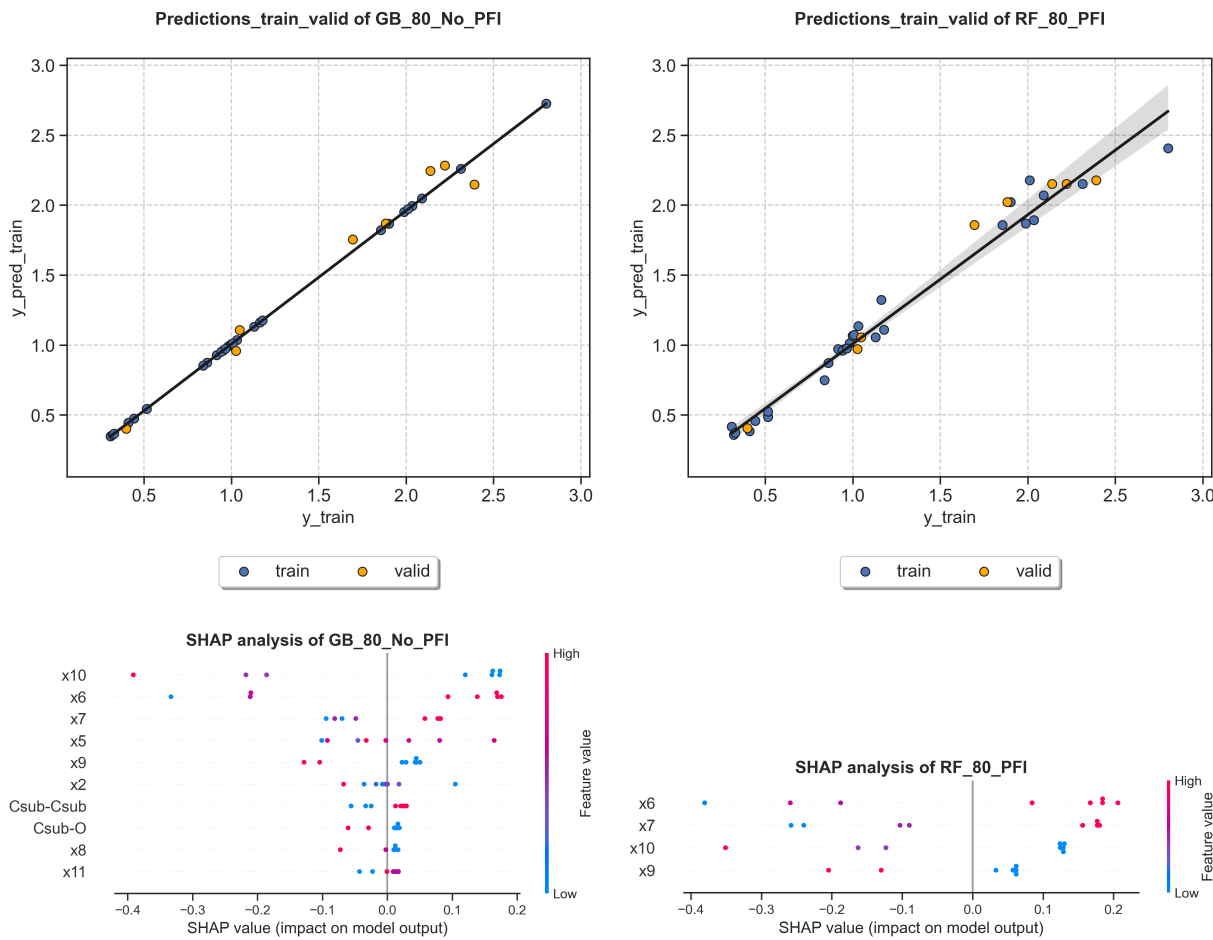 Predictions_train_valid of GB_80_No_PFI
3.0
2.5
2.0
1.5
1.0
0.5
y_pred_train
0.5 1.0 1.5 2.0 2.5 3.0
y_train
train valid
Predictions_train_valid of RF_80_PFI
3.0
2.5
2.0
1.5
1.0
0.5
y_pred_train
0.5 1.0 1.5 2.0 2.5 3.0
y_train
train valid
SHAP analysis of GB_80_No_PFI
x10
x6
x7
x5
x9
x2
Csub-Csub
Csub-O
x8
x11
−0.4 −0.3 −0.2 −0.1 0.0 0.1 0.2
SHAP value (impact on model output)
High
Feature value
Low
SHAP analysis of RF_80_PFI
x6
x7
x10
x9
−0.4 −0.3 −0.2 −0.1 0.0 0.1 0.2
SHAP value (impact on model output)
High
Feature value
Low